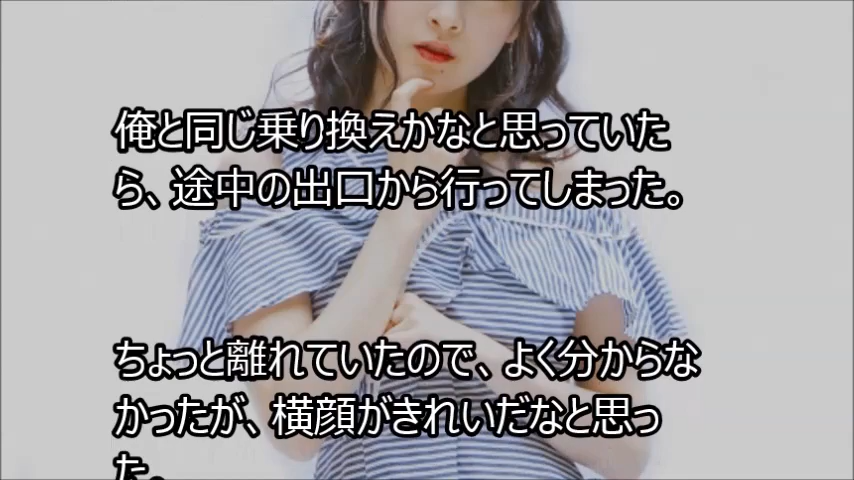 俺と同じ乗り換えかなと思っていた
ら、途中の出口から行ってしまった。
ちょっと離れていたので、よく分からな
かったが、横顔がきれいだなと思っ
た。